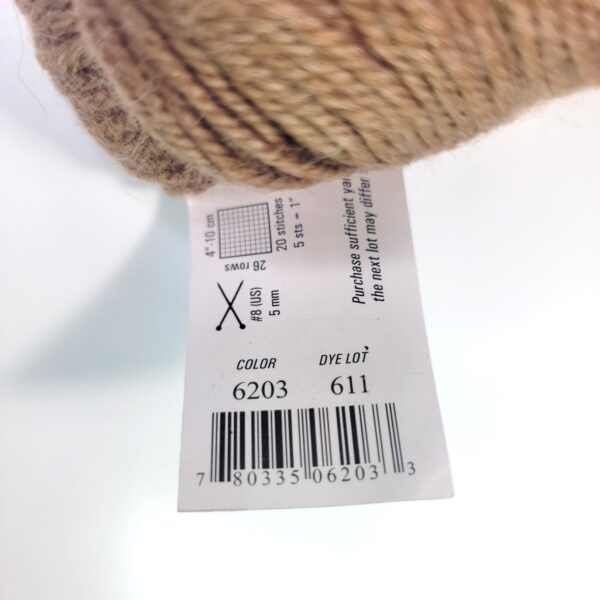 4"-10 cm
26 rows
20 stitches
5 sts = 1"
#8 (US)
5 mm
Purchase sufficient
the next lot may differ
COLOR DYE LOT
6203 611
7 80335 06203 3